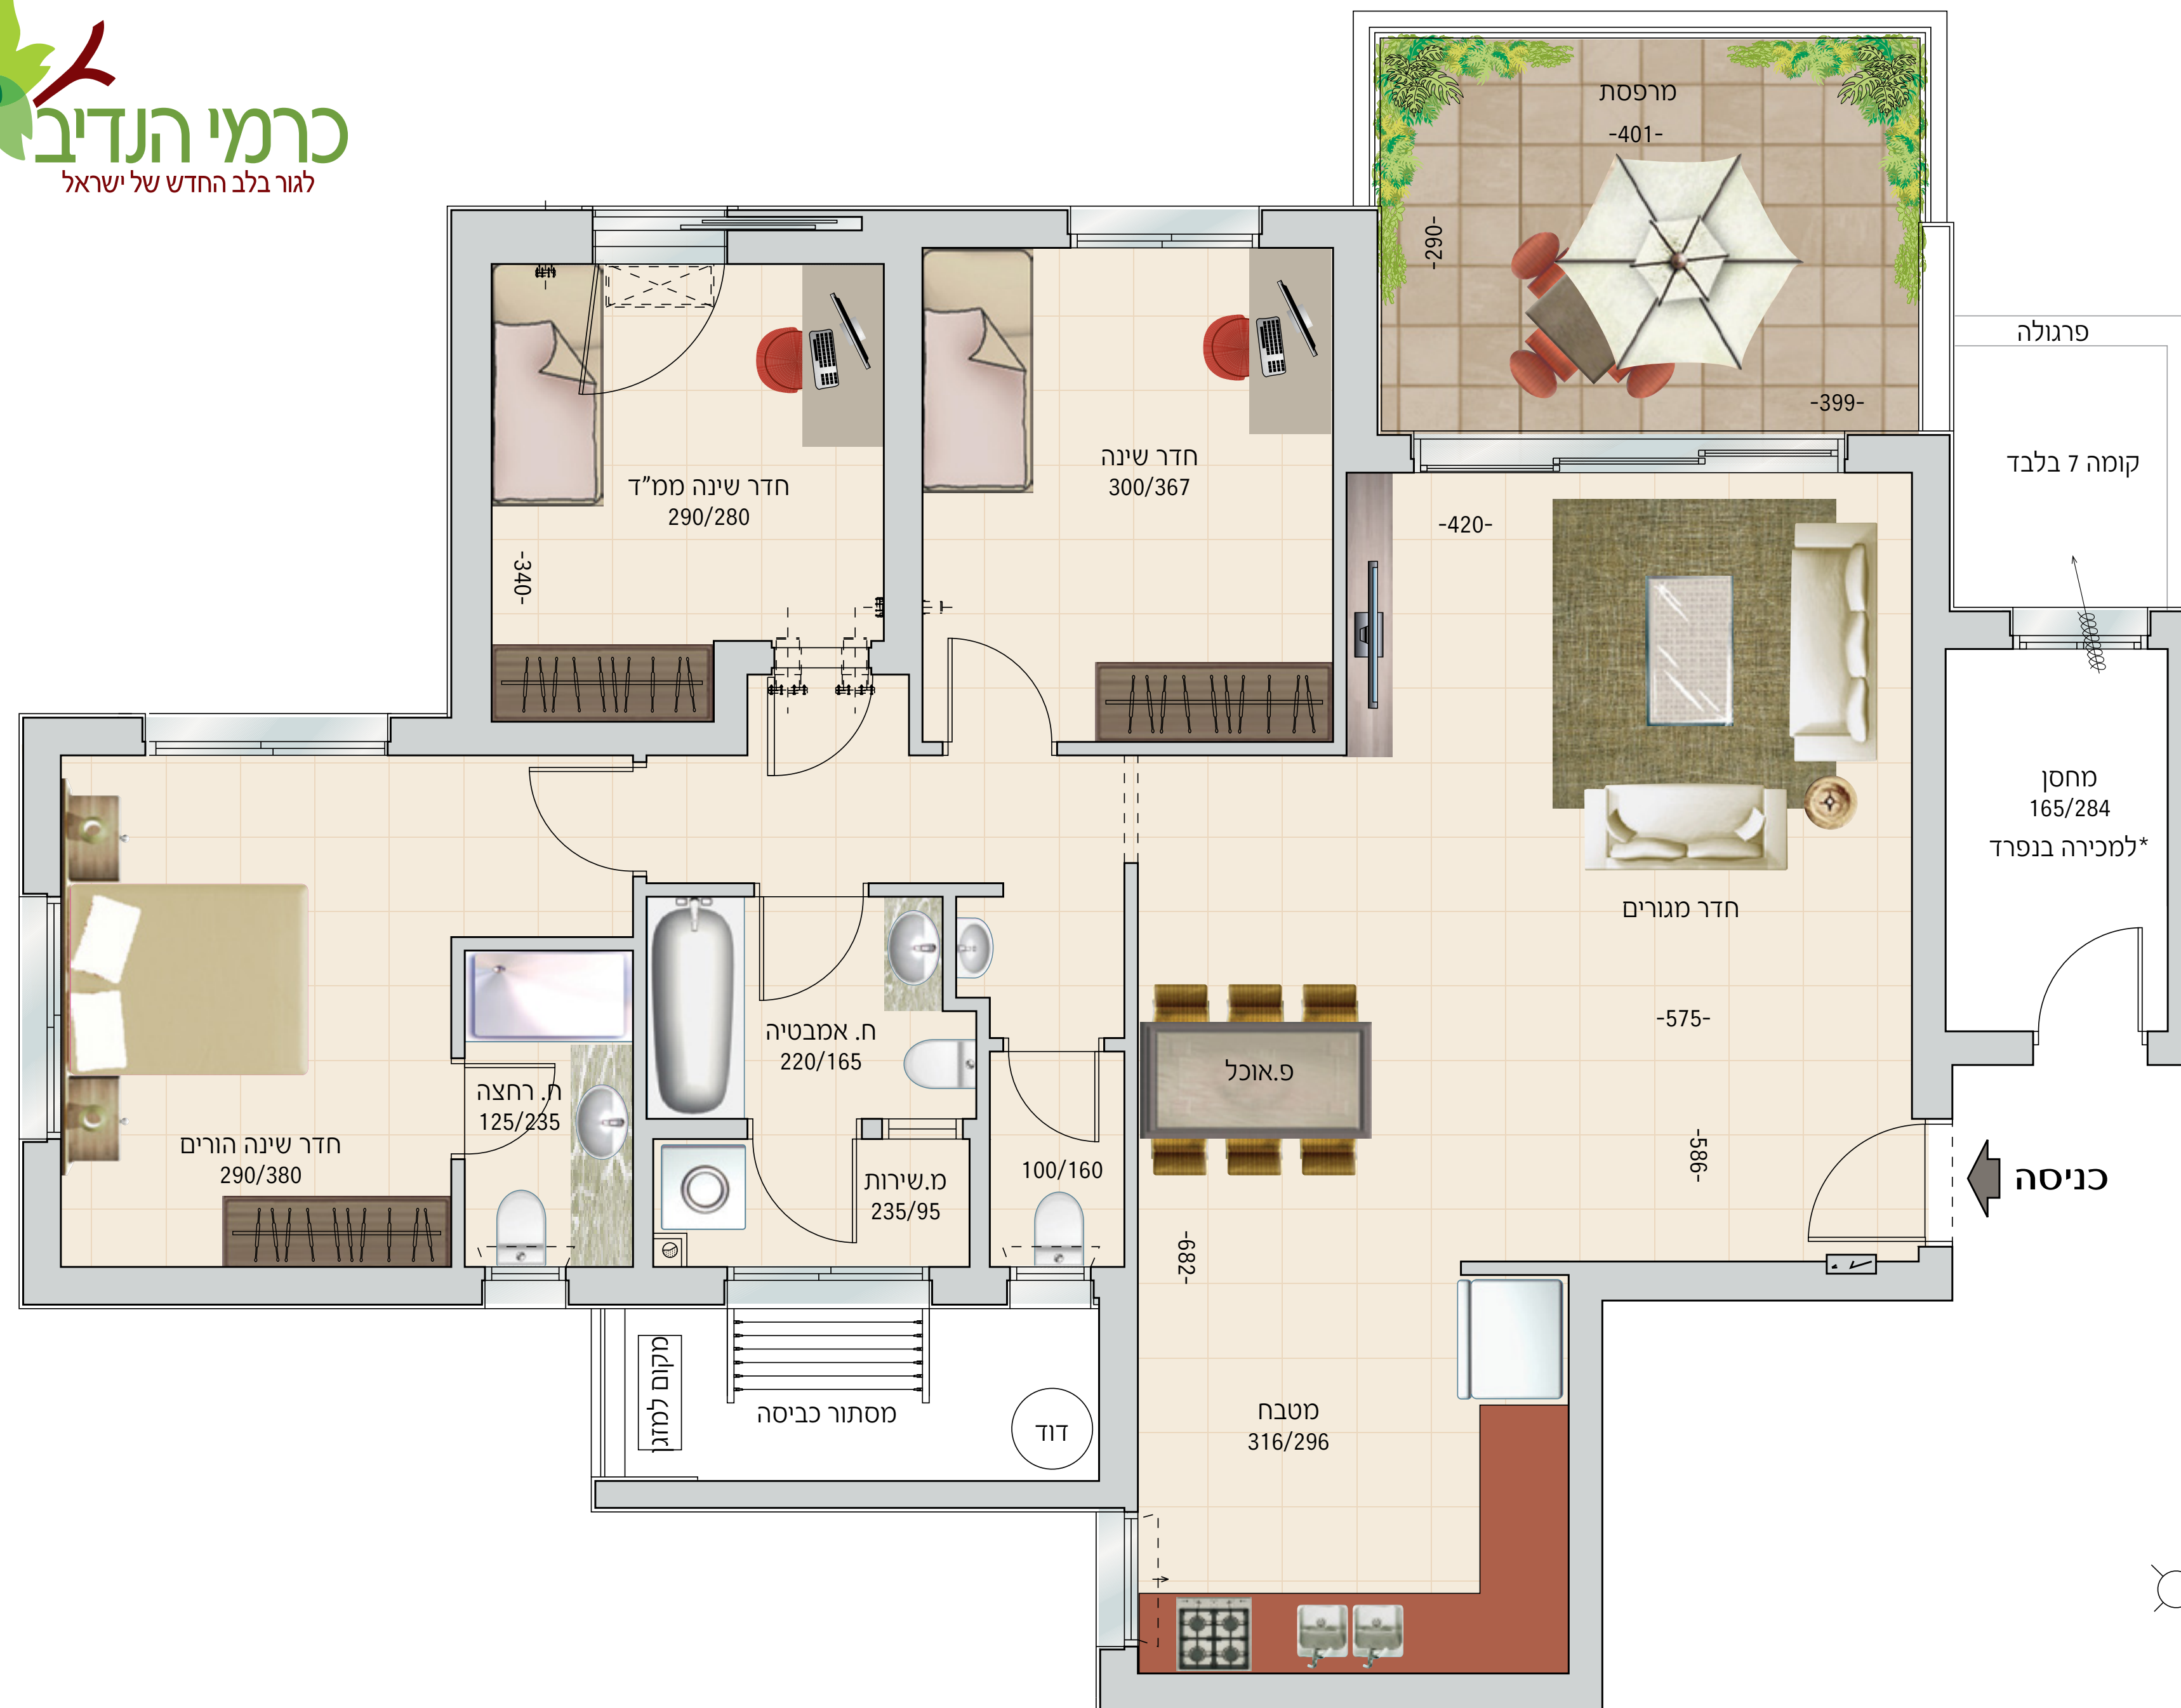 כרמי הנדיב
לגור בלב החדש של ישראל
מרפסת
-401-
-290-
-399-
פרגולה
קומה 7 בלבד
חדר שינה ממ"ד
290/280
-340-
חדר שינה
300/367
-420-
מחסן
165/284
*למכירה בנפרד
חדר מגורים
-575-
-586-
כניסה
פ.אוכל
-682-
ח. אמבטיה
220/165
ח. רחצה
125/235
חדר שינה הורים
290/380
מ.שירות
235/95
100/160
מקום למזגן
מסתור כביסה
דוד
מטבח
316/296